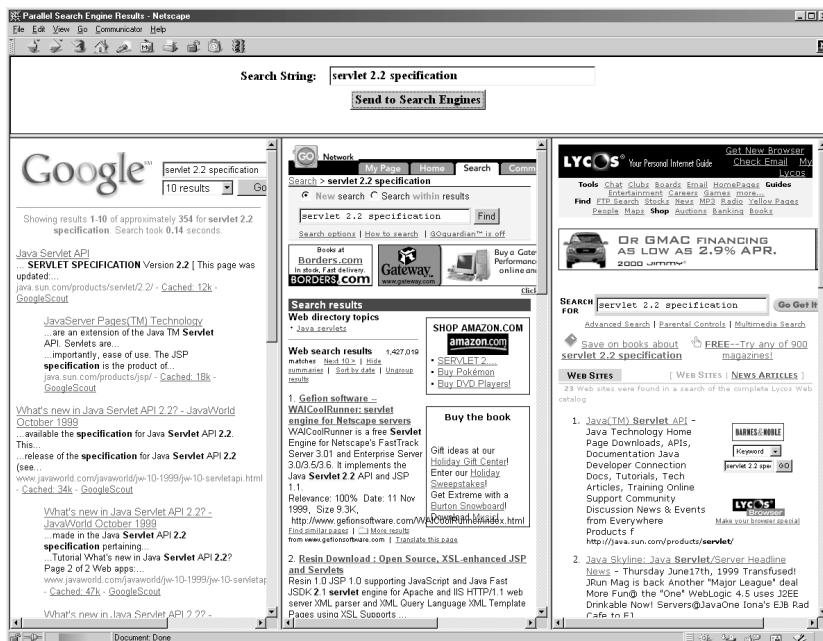 Parallel Search Engine Results - Netscape
File Edit View Go Communicator Help
Search String: servlet 2.2 specification
Send to Search Engines
Google
servlet 2.2 specification
10 results Go
Showing results 1-10 of approximately 354 for servlet 2.2
specification. Search took 0.14 seconds.
Java Servlet API
... SERVLET SPECIFICATION Version 2.2 [ This page was
updated:...
java.sun.com/products/servlet/2.2/ - Cached: 12k -
GoogleScout
JavaServer Pages(TM) Technology
...are an extension of the Java TM Servlet
API. Servlets are...
...importantly, ease of use. The JSP
specification is the product of...
java.sun.com/products/jsp/ - Cached: 18k -
GoogleScout
What's new in Java Servlet API 2.2? - JavaWorld
October 1999
...available the specification for Java Servlet API 2.2.
This...
...release of the specification for Java Servlet API 2.2
(see...
www.javaworld.com/javaworld/jw-10-1999/jw-10-servletapi.html
- Cached: 34k - GoogleScout
What's new in Java Servlet API 2.2? -
JavaWorld October 1999
...made in the Java Servlet API 2.2
specification pertaining...
...Tutorial What's new in Java Servlet API 2.2?
Page 2 of 2 Web apps:...
www.javaworld.com/javaworld/jw-10-1999/jw-10-servletap
- Cached: 47k - GoogleScout
What's new in Java Servlet API 2.2? -
GO Network
My Page Home Search Comm
Search > servlet 2.2 specification
New search Search within results
servlet 2.2 specification Find
Search options | How to search | GOguardian™ is off
Books at
Borders.com
In stock, Fast delivery.
BORDERS.com
Gateway
www.gateway.com
Buy a Gate
Performance
online and
Click
Search results
Web directory topics
Java servlets
Web search results 1,427,019
matches Next 10 > | Hide
summaries | Sort by date | Ungroup
results
SHOP AMAZON.COM
amazon.com
SERVLET 2....
Buy Pokémon
Buy DVD Players!
1. Gefion software --
WAICoolRunner: servlet
engine for Netscape servers
WAICoolRunner is a free Servlet
Engine for Netscape's FastTrack
Server 3.01 and Enterprise Server
3.0/3.5/3.6. It implements the
Java Servlet 2.2 API and JSP
1.1.
Relevance: 100% Date: 11 Nov
1999, Size 9.3K,
http://www.gefionsoftware.com/WAICoolRunner/index.html
Find similar pages | More results
from www.gefionsoftware.com | Translate this page
Buy the book
Gift ideas at our
Holiday Gift Center!
Enter our Holiday
Sweepstakes!
Get Extreme with a
Burton Snowboard!
Download Music!
2. Resin Download : Open Source, XSL-enhanced JSP
and Servlets
Resin 1.0 JSP 1.0 supporting JavaScript and Java Fast
JSDK 2.1 servlet engine for Apache and IIS HTTP/1.1 web
server XML parser and XML Query Language XML Template
Pages using XSL Supports ...
LYCOS Your Personal Internet Guide
Get New Browser
Check Email My
Lycos
Tools Chat Clubs Boards Email HomePages Guides
Entertainment Careers Games more...
Find FTP Search Stocks News MP3 Radio Yellow Pages
People Maps Shop Auctions Banking Books
OR GMAC FINANCING
AS LOW AS 2.9% APR.
2000 JIMMY
SEARCH
FOR servlet 2.2 specification Go Get It
Advanced Search | Parental Controls | Multimedia Search
Save on books about
servlet 2.2 specification
FREE--Try any of 900
magazines!
WEB SITES [ WEB SITES | NEWS ARTICLES ]
23 Web sites were found in a search of the complete Lycos Web
catalog
1. Java(TM) Servlet API -
Java Technology Home
Page Downloads, APIs,
Documentation Java
Developer Connection
Docs, Tutorials, Tech
Articles, Training Online
Support Community
Discussion News & Events
from Everywhere
Products f
http://java.sun.com/products/servlet/
BARNES&NOBLE
Keyword
servlet 2.2 spe GO
LYCOS
Browser
Make your browser special
2. Java Skyline: Java Servlet/Server Headline
News - Thursday June17th, 1999 Transfused!
JRun Mag is back Another "Major League" deal
More Fun@ the "One" WebLogic 4.5 uses J2EE
Drinkable Now! Servers@JavaOne Iona's EJB Rad
Cafe to E1
Document: Done